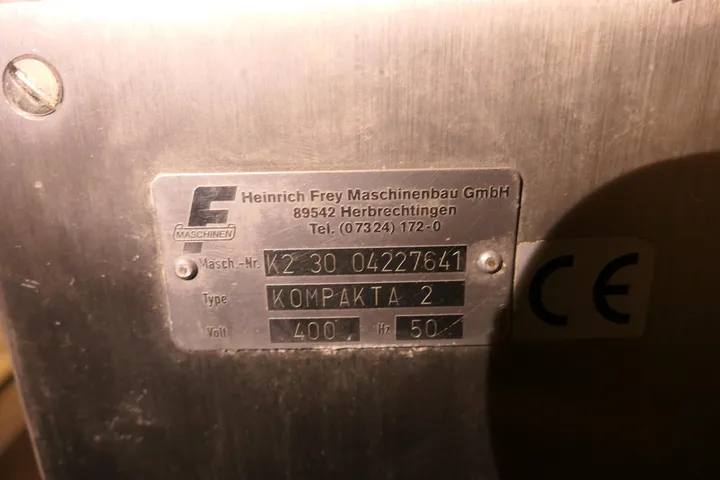 F
MASCHINEN
Heinrich Frey Maschinenbau GmbH
89542 Herbrechtingen
Tel. (07324) 172-0
Masch.-Nr. K2 30 04227641
Type KOMPAKTA 2
Volt 400 Hz 50
CE